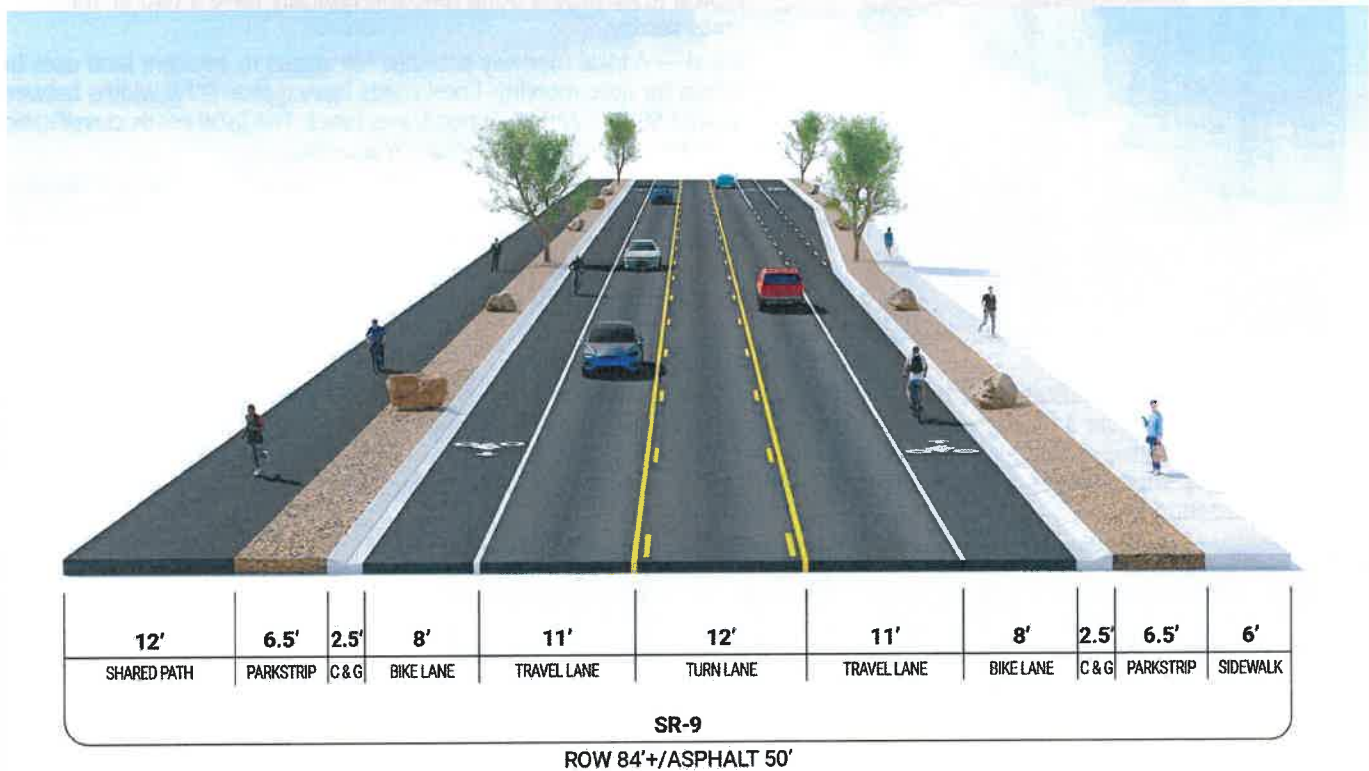 12' 6.5' 2.5' 8' 11' 12' 11' 8' 2.5' 6.5' 6'
SHARED PATH PARKSTRIP C & G BIKE LANE TRAVEL LANE TURN LANE TRAVEL LANE BIKE LANE C & G PARKSTRIP SIDEWALK
SR-9
ROW 84'+/ASPHALT 50'